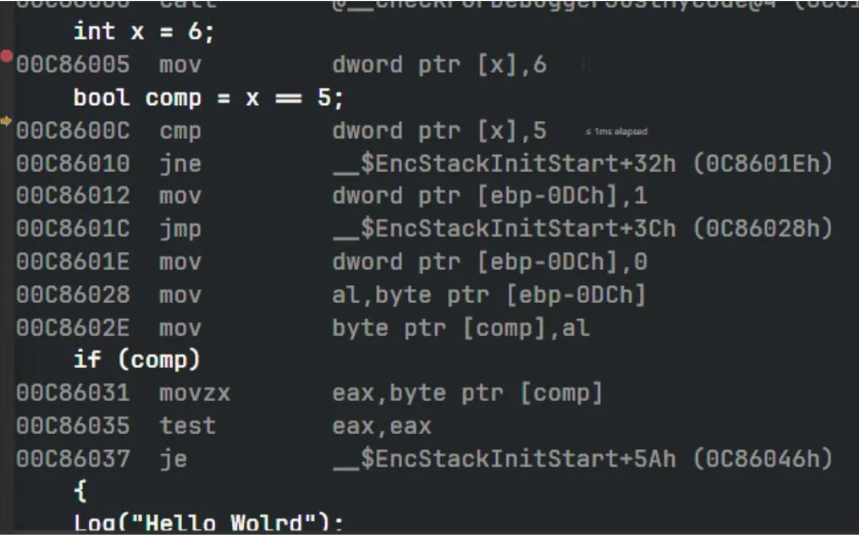 int x = 6;
00C86005  mov         dword ptr [x],6
    bool comp = x == 5;
00C8600C  cmp         dword ptr [x],5  ≤ 1ms elapsed
00C86010  jne         __$EncStackInitStart+32h (0C8601Eh)
00C86012  mov         dword ptr [ebp-0DCh],1
00C8601C  jmp         __$EncStackInitStart+3Ch (0C86028h)
00C8601E  mov         dword ptr [ebp-0DCh],0
00C86028  mov         al,byte ptr [ebp-0DCh]
00C8602E  mov         byte ptr [comp],al
    if (comp)
00C86031  movzx       eax,byte ptr [comp]
00C86035  test        eax,eax
00C86037  je          __$EncStackInitStart+5Ah (0C86046h)
    {
    Log("Hello Wolrd");